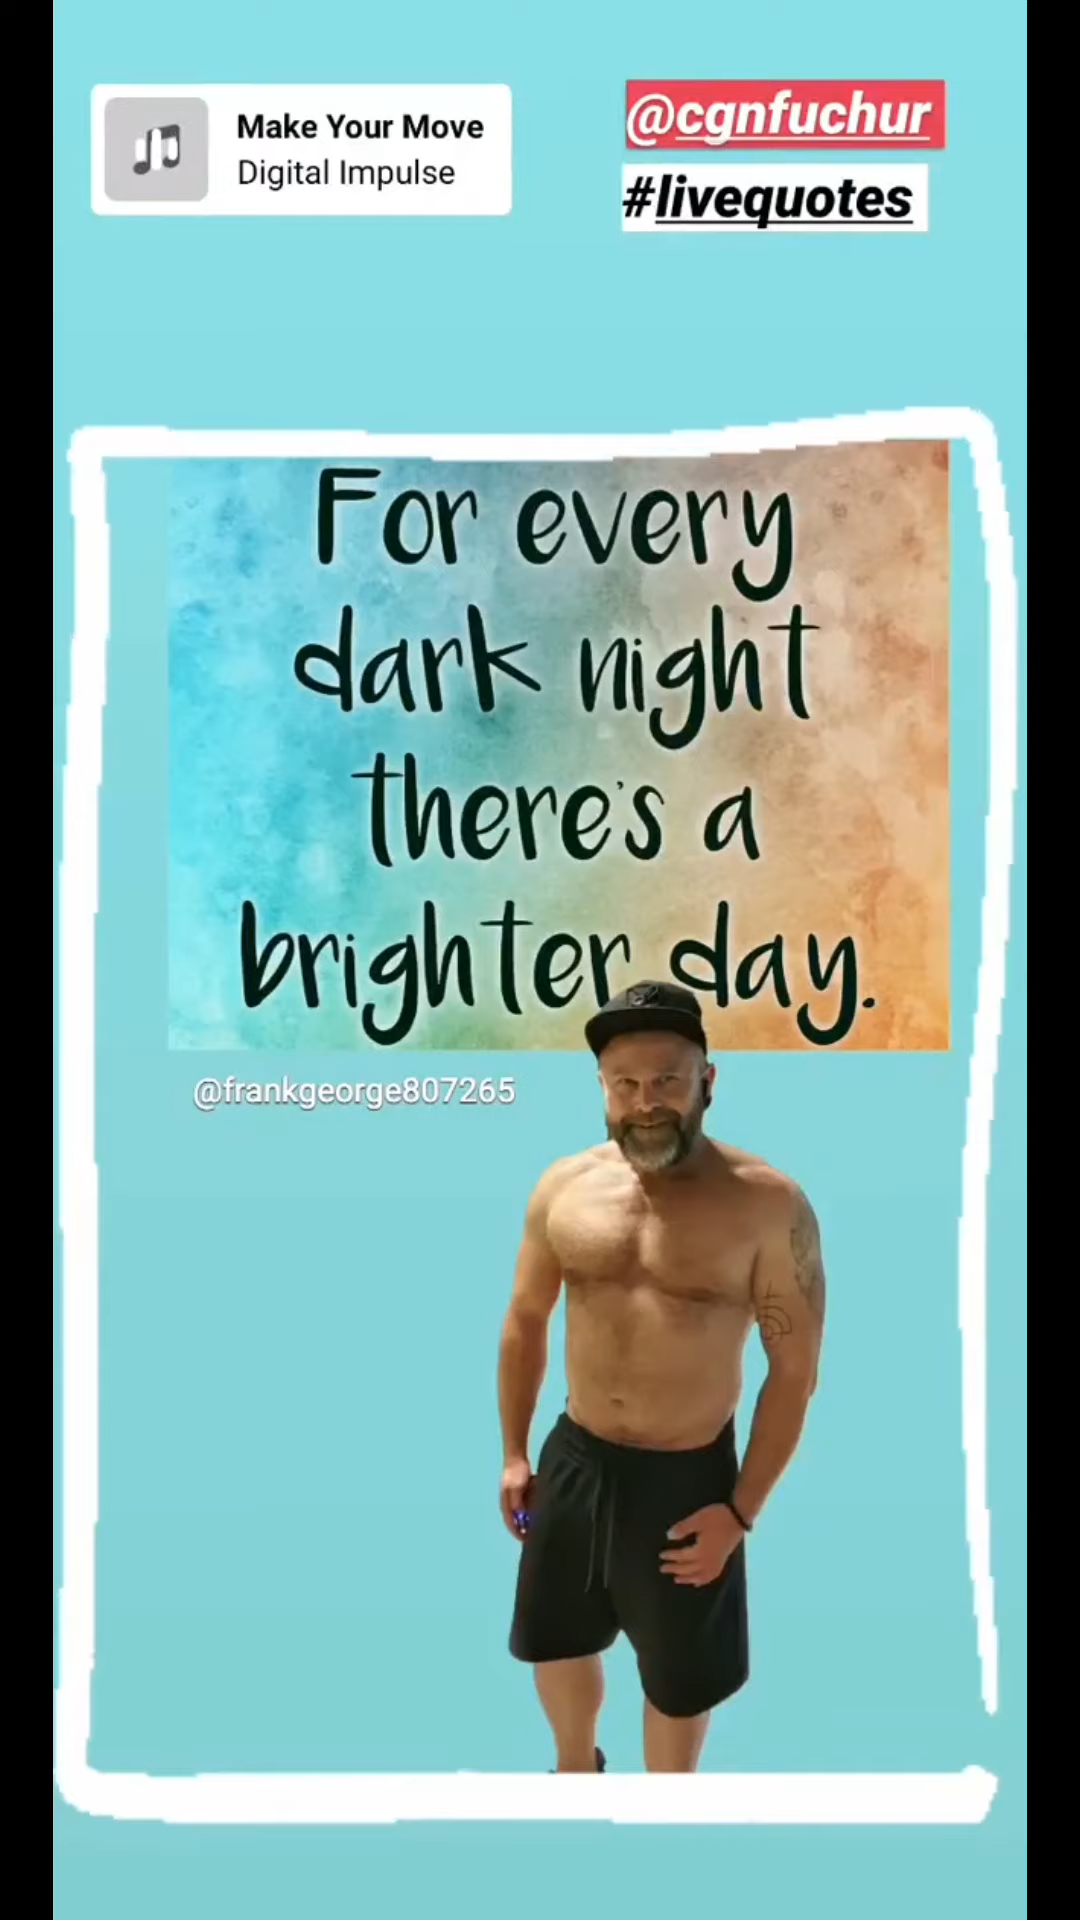 Make Your Move
Digital Impulse
@cgnfuchur
#livequotes
For every
dark night
there's a
brighter day.
@frankgeorge807265